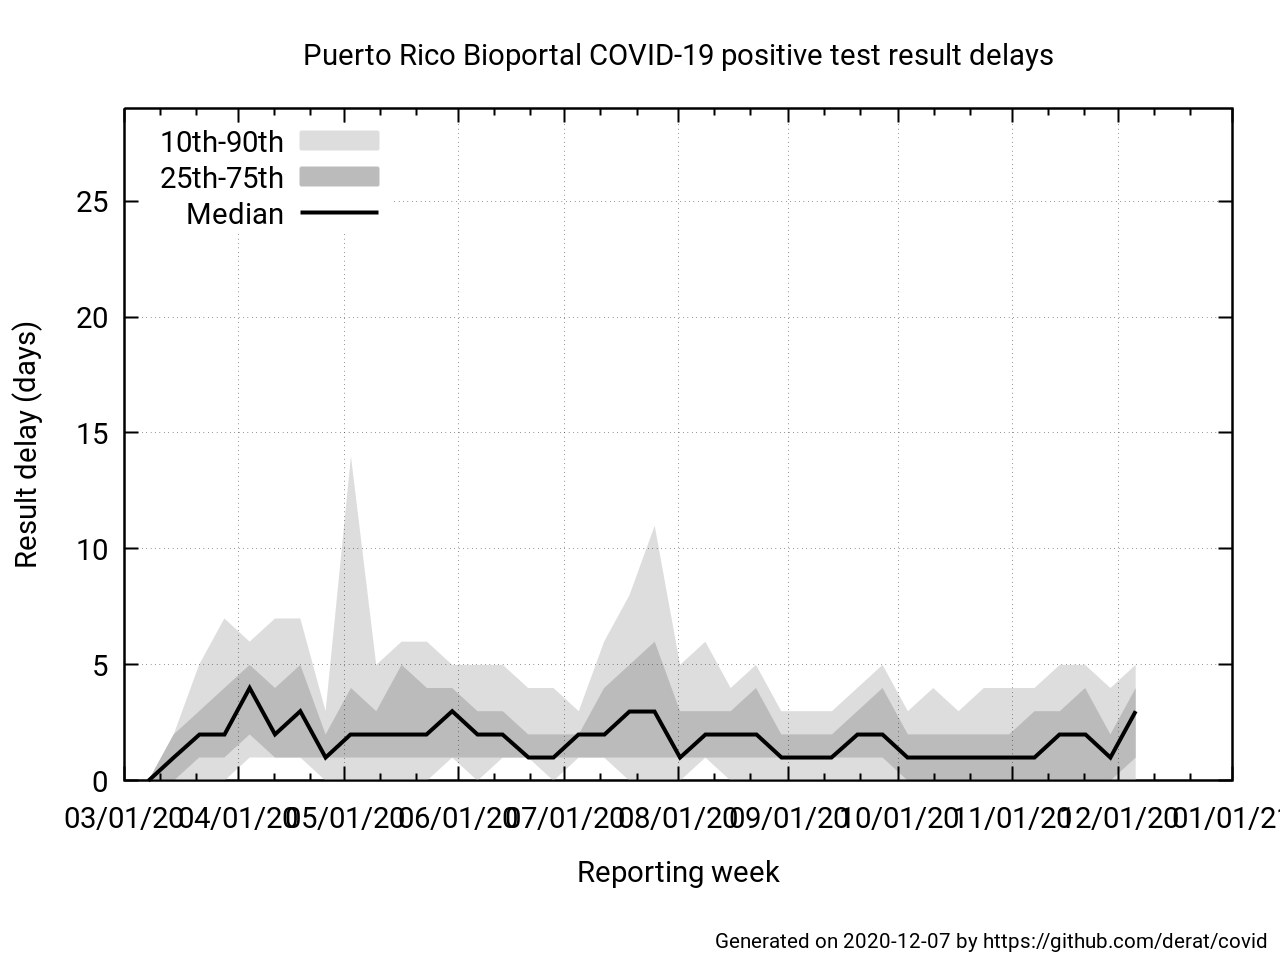 Puerto Rico Bioportal COVID-19 positive test result delays
10th-90th
25th-75th
Median
25
20
15
10
5
0
Result delay (days)
03/01/20 04/01/20 05/01/20 06/01/20 07/01/20 08/01/20 09/01/20 10/01/20 11/01/20 12/01/20 01/01/21
Reporting week
Generated on 2020-12-07 by https://github.com/derat/covid